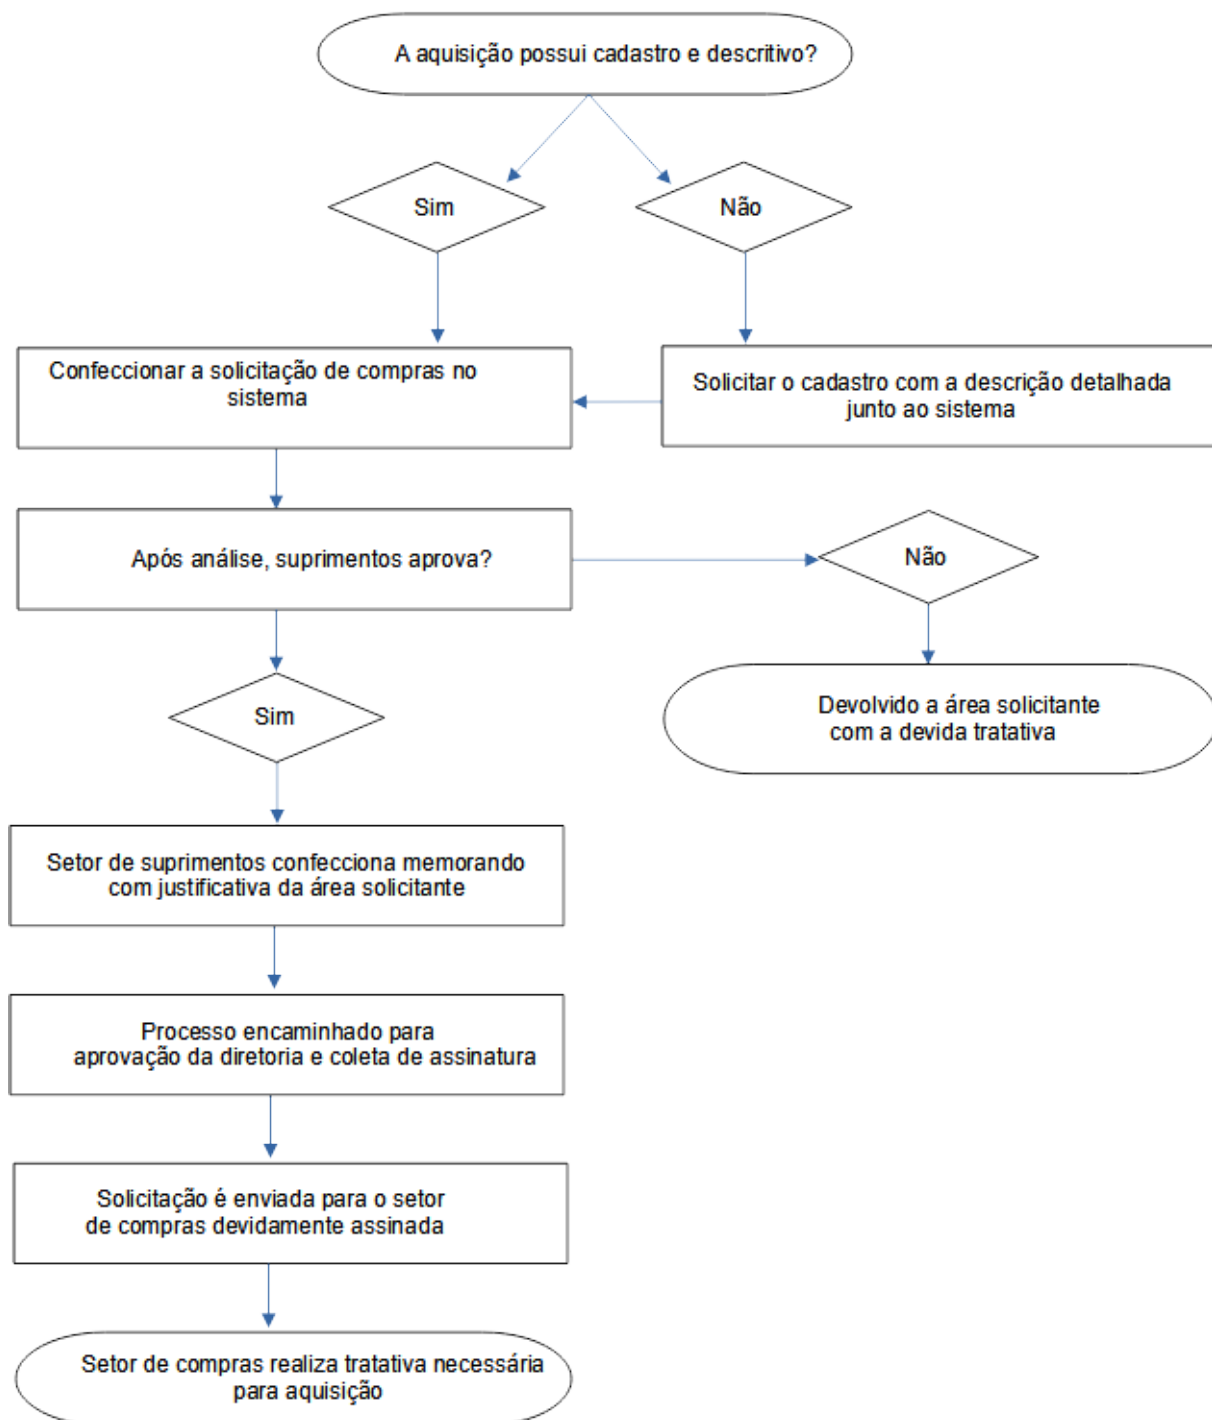 A aquisição possui cadastro e descritivo?
Sim
Não
Confeccionar a solicitação de compras no
sistema
Solicitar o cadastro com a descrição detalhada
junto ao sistema
Após análise, suprimentos aprova?
Não
Sim
Devolvido a área solicitante
com a devida tratativa
Setor de suprimentos confecciona memorando
com justificativa da área solicitante
Processo encaminhado para
aprovação da diretoria e coleta de assinatura
Solicitação é enviada para o setor
de compras devidamente assinada
Setor de compras realiza tratativa necessária
para aquisição